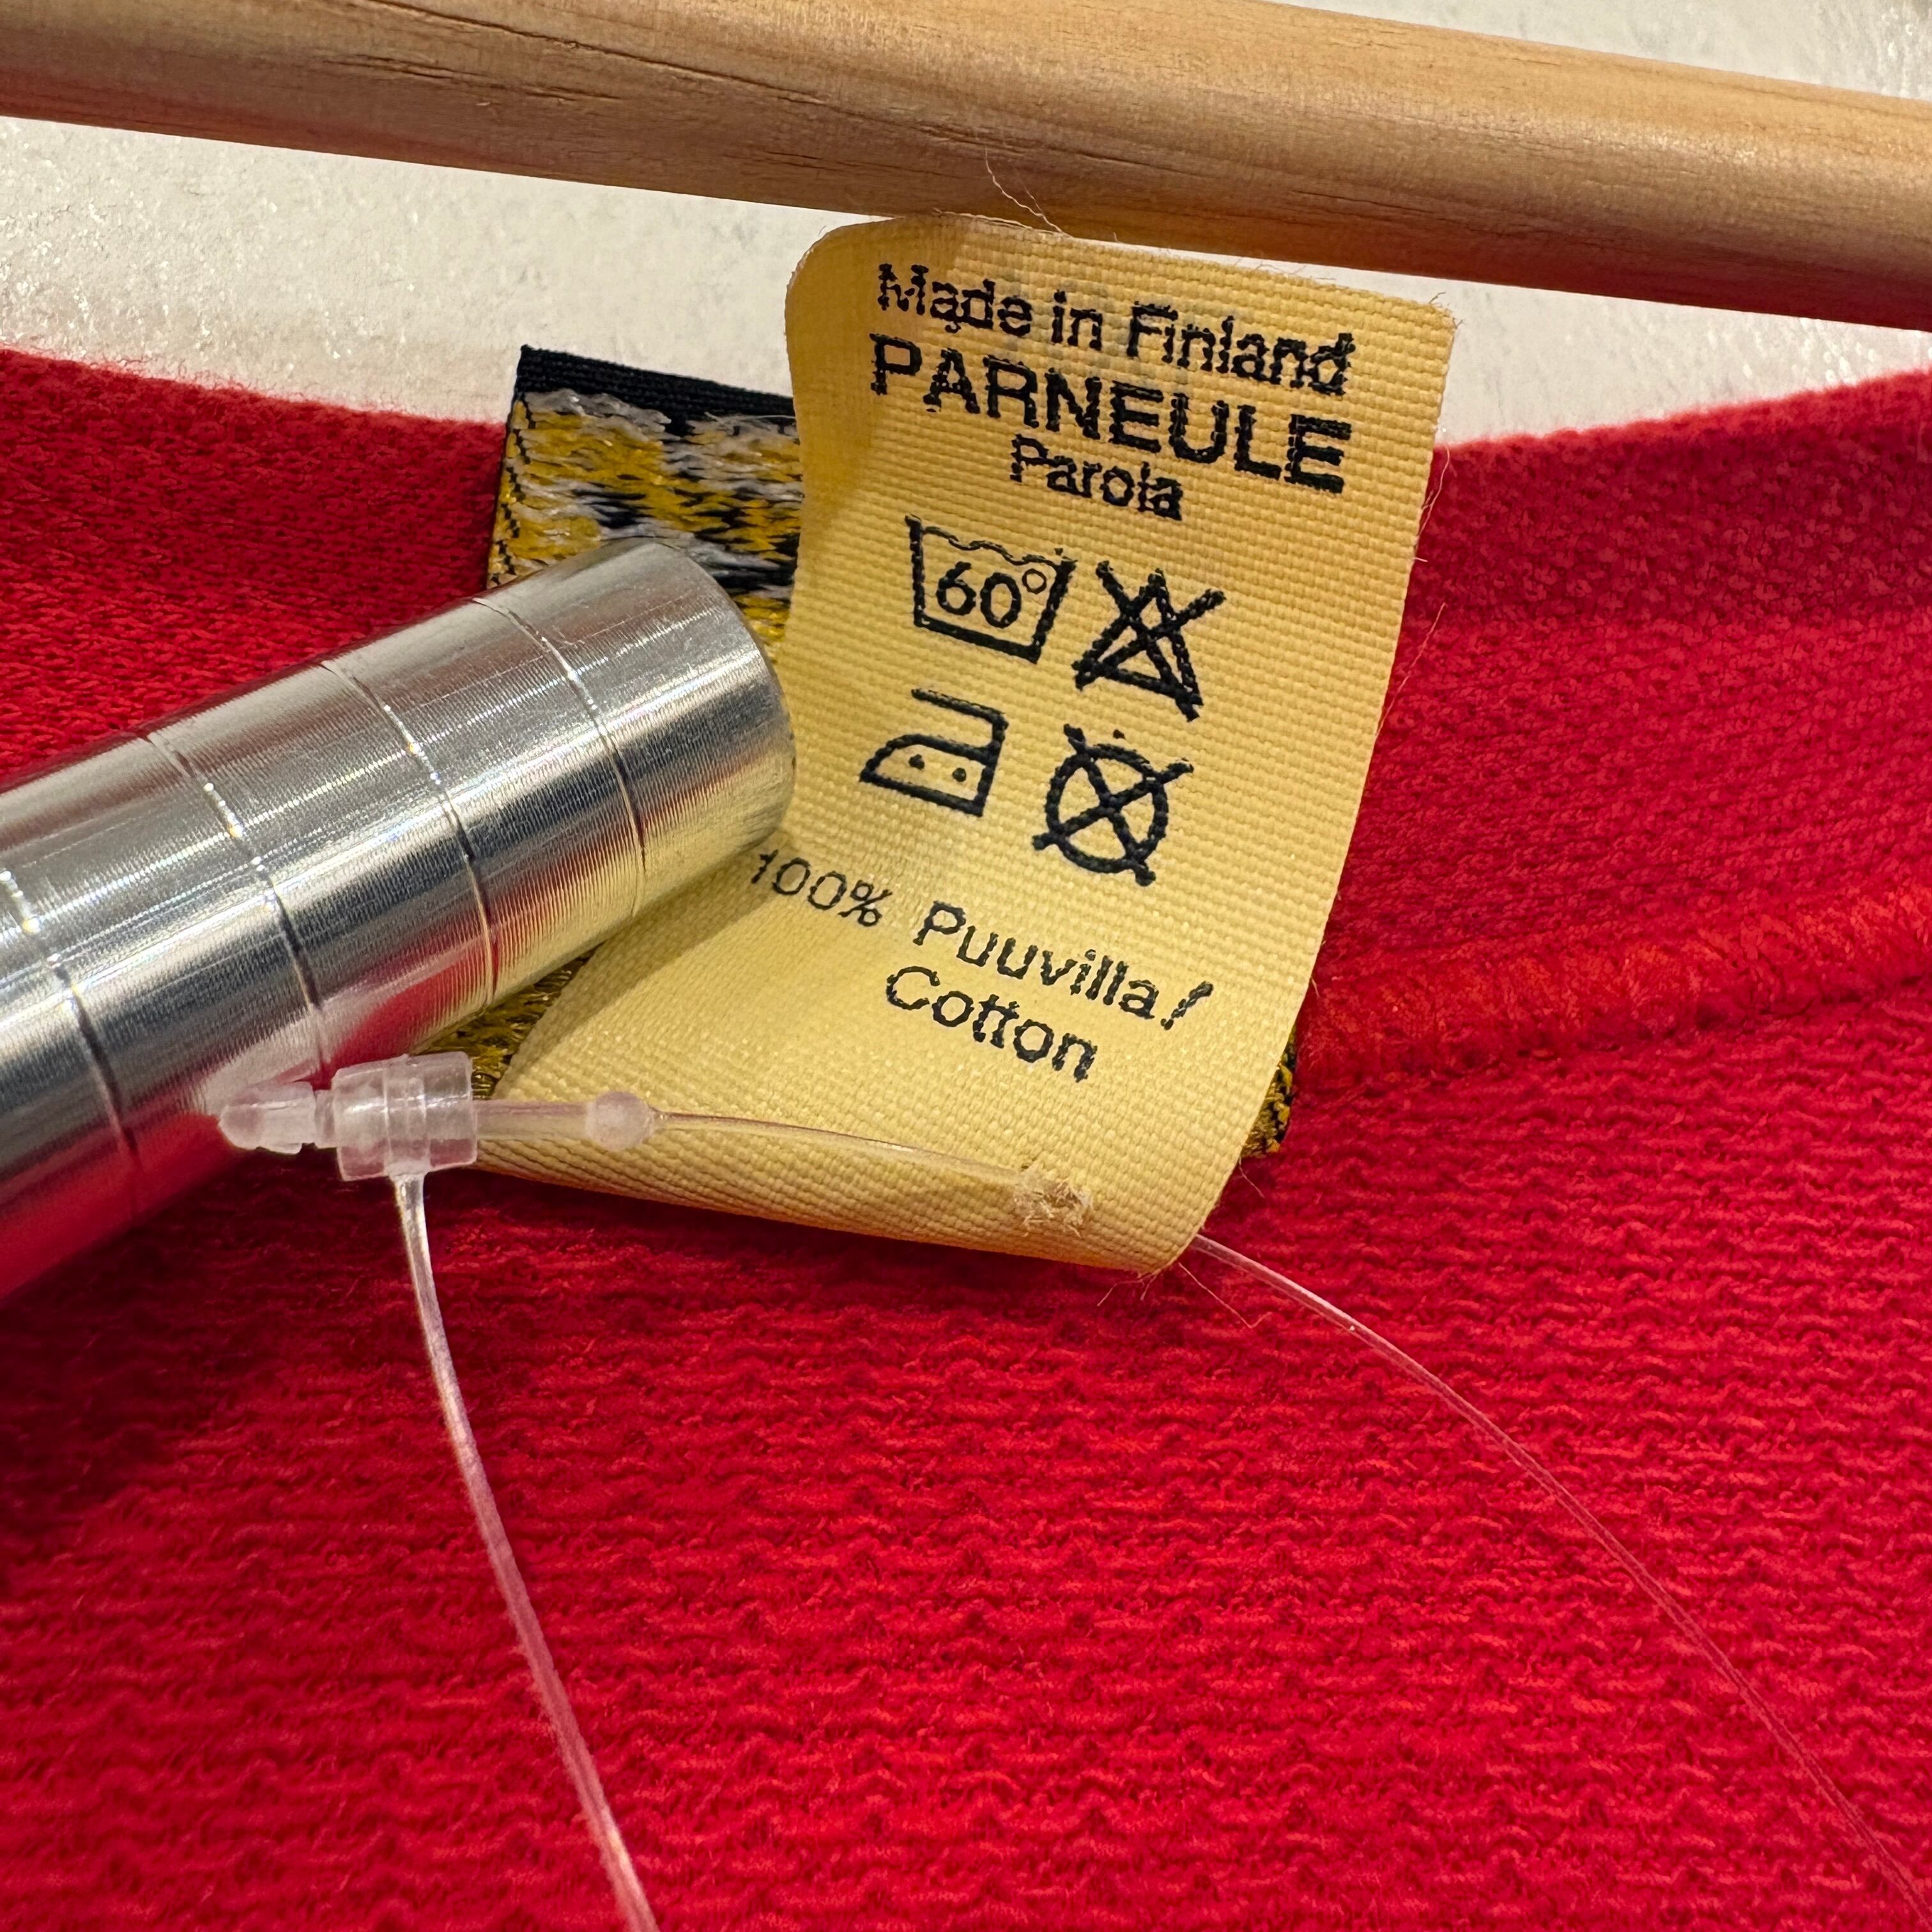 Made in Finland
PARNEULE
Parola
60°
100% Puuvilla/
Cotton